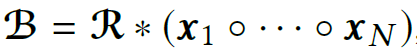 ℬ = ℛ ∗ (𝒙₁ ∘ ⋯ ∘ 𝒙_N)